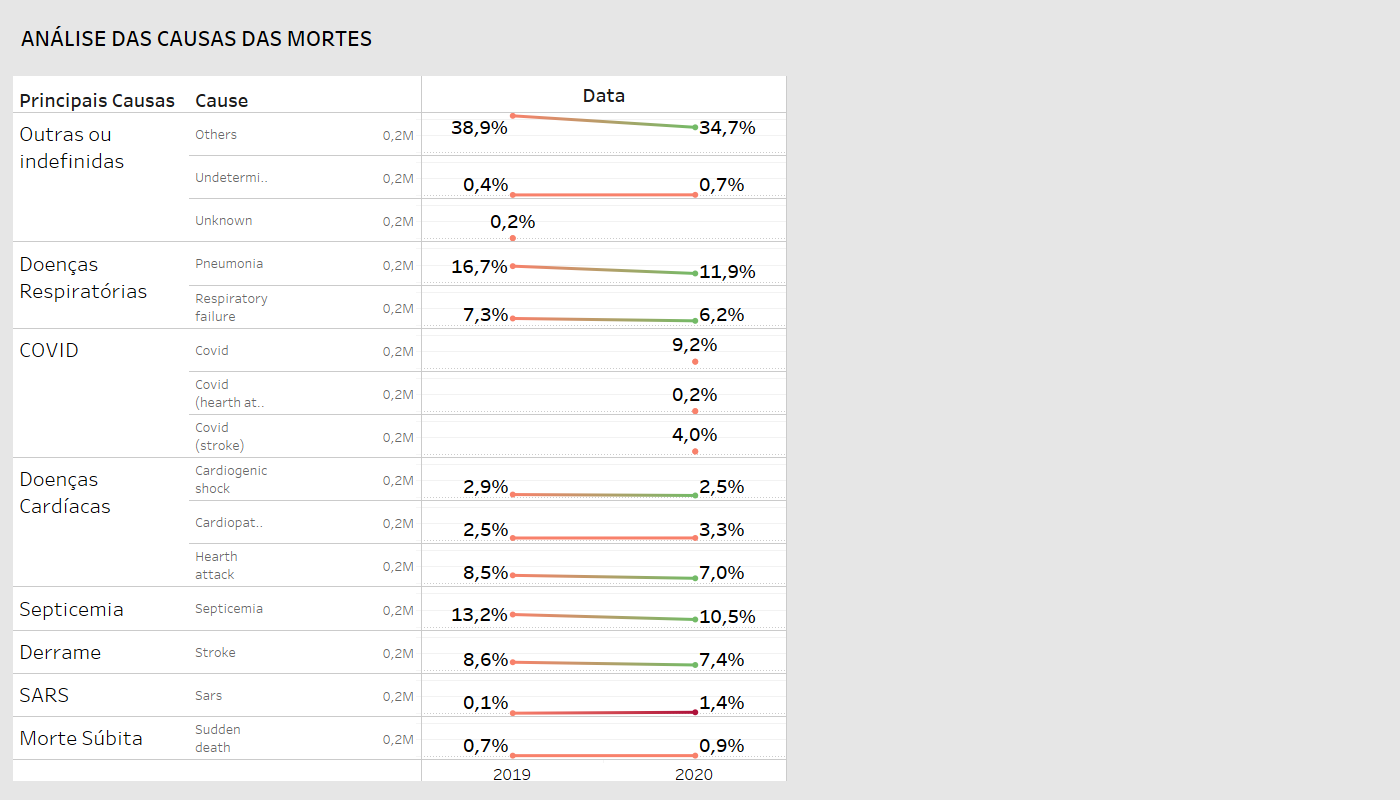 ANÁLISE DAS CAUSAS DAS MORTES
Principais Causas Cause Data
Outras ou
indefinidas
Others 0,2M 38,9% 34,7%
Undetermi.. 0,2M 0,4% 0,7%
Unknown 0,2M 0,2%
Doenças
Respiratórias
Pneumonia 0,2M 16,7% 11,9%
Respiratory
failure 0,2M 7,3% 6,2%
COVID
Covid 0,2M 9,2%
Covid
(hearth at.. 0,2M 0,2%
Covid
(stroke) 0,2M 4,0%
Doenças
Cardíacas
Cardiogenic
shock 0,2M 2,9% 2,5%
Cardiopat.. 0,2M 2,5% 3,3%
Hearth
attack 0,2M 8,5% 7,0%
Septicemia Septicemia 0,2M 13,2% 10,5%
Derrame Stroke 0,2M 8,6% 7,4%
SARS Sars 0,2M 0,1% 1,4%
Morte Súbita Sudden
death 0,2M 0,7% 0,9%
2019 2020